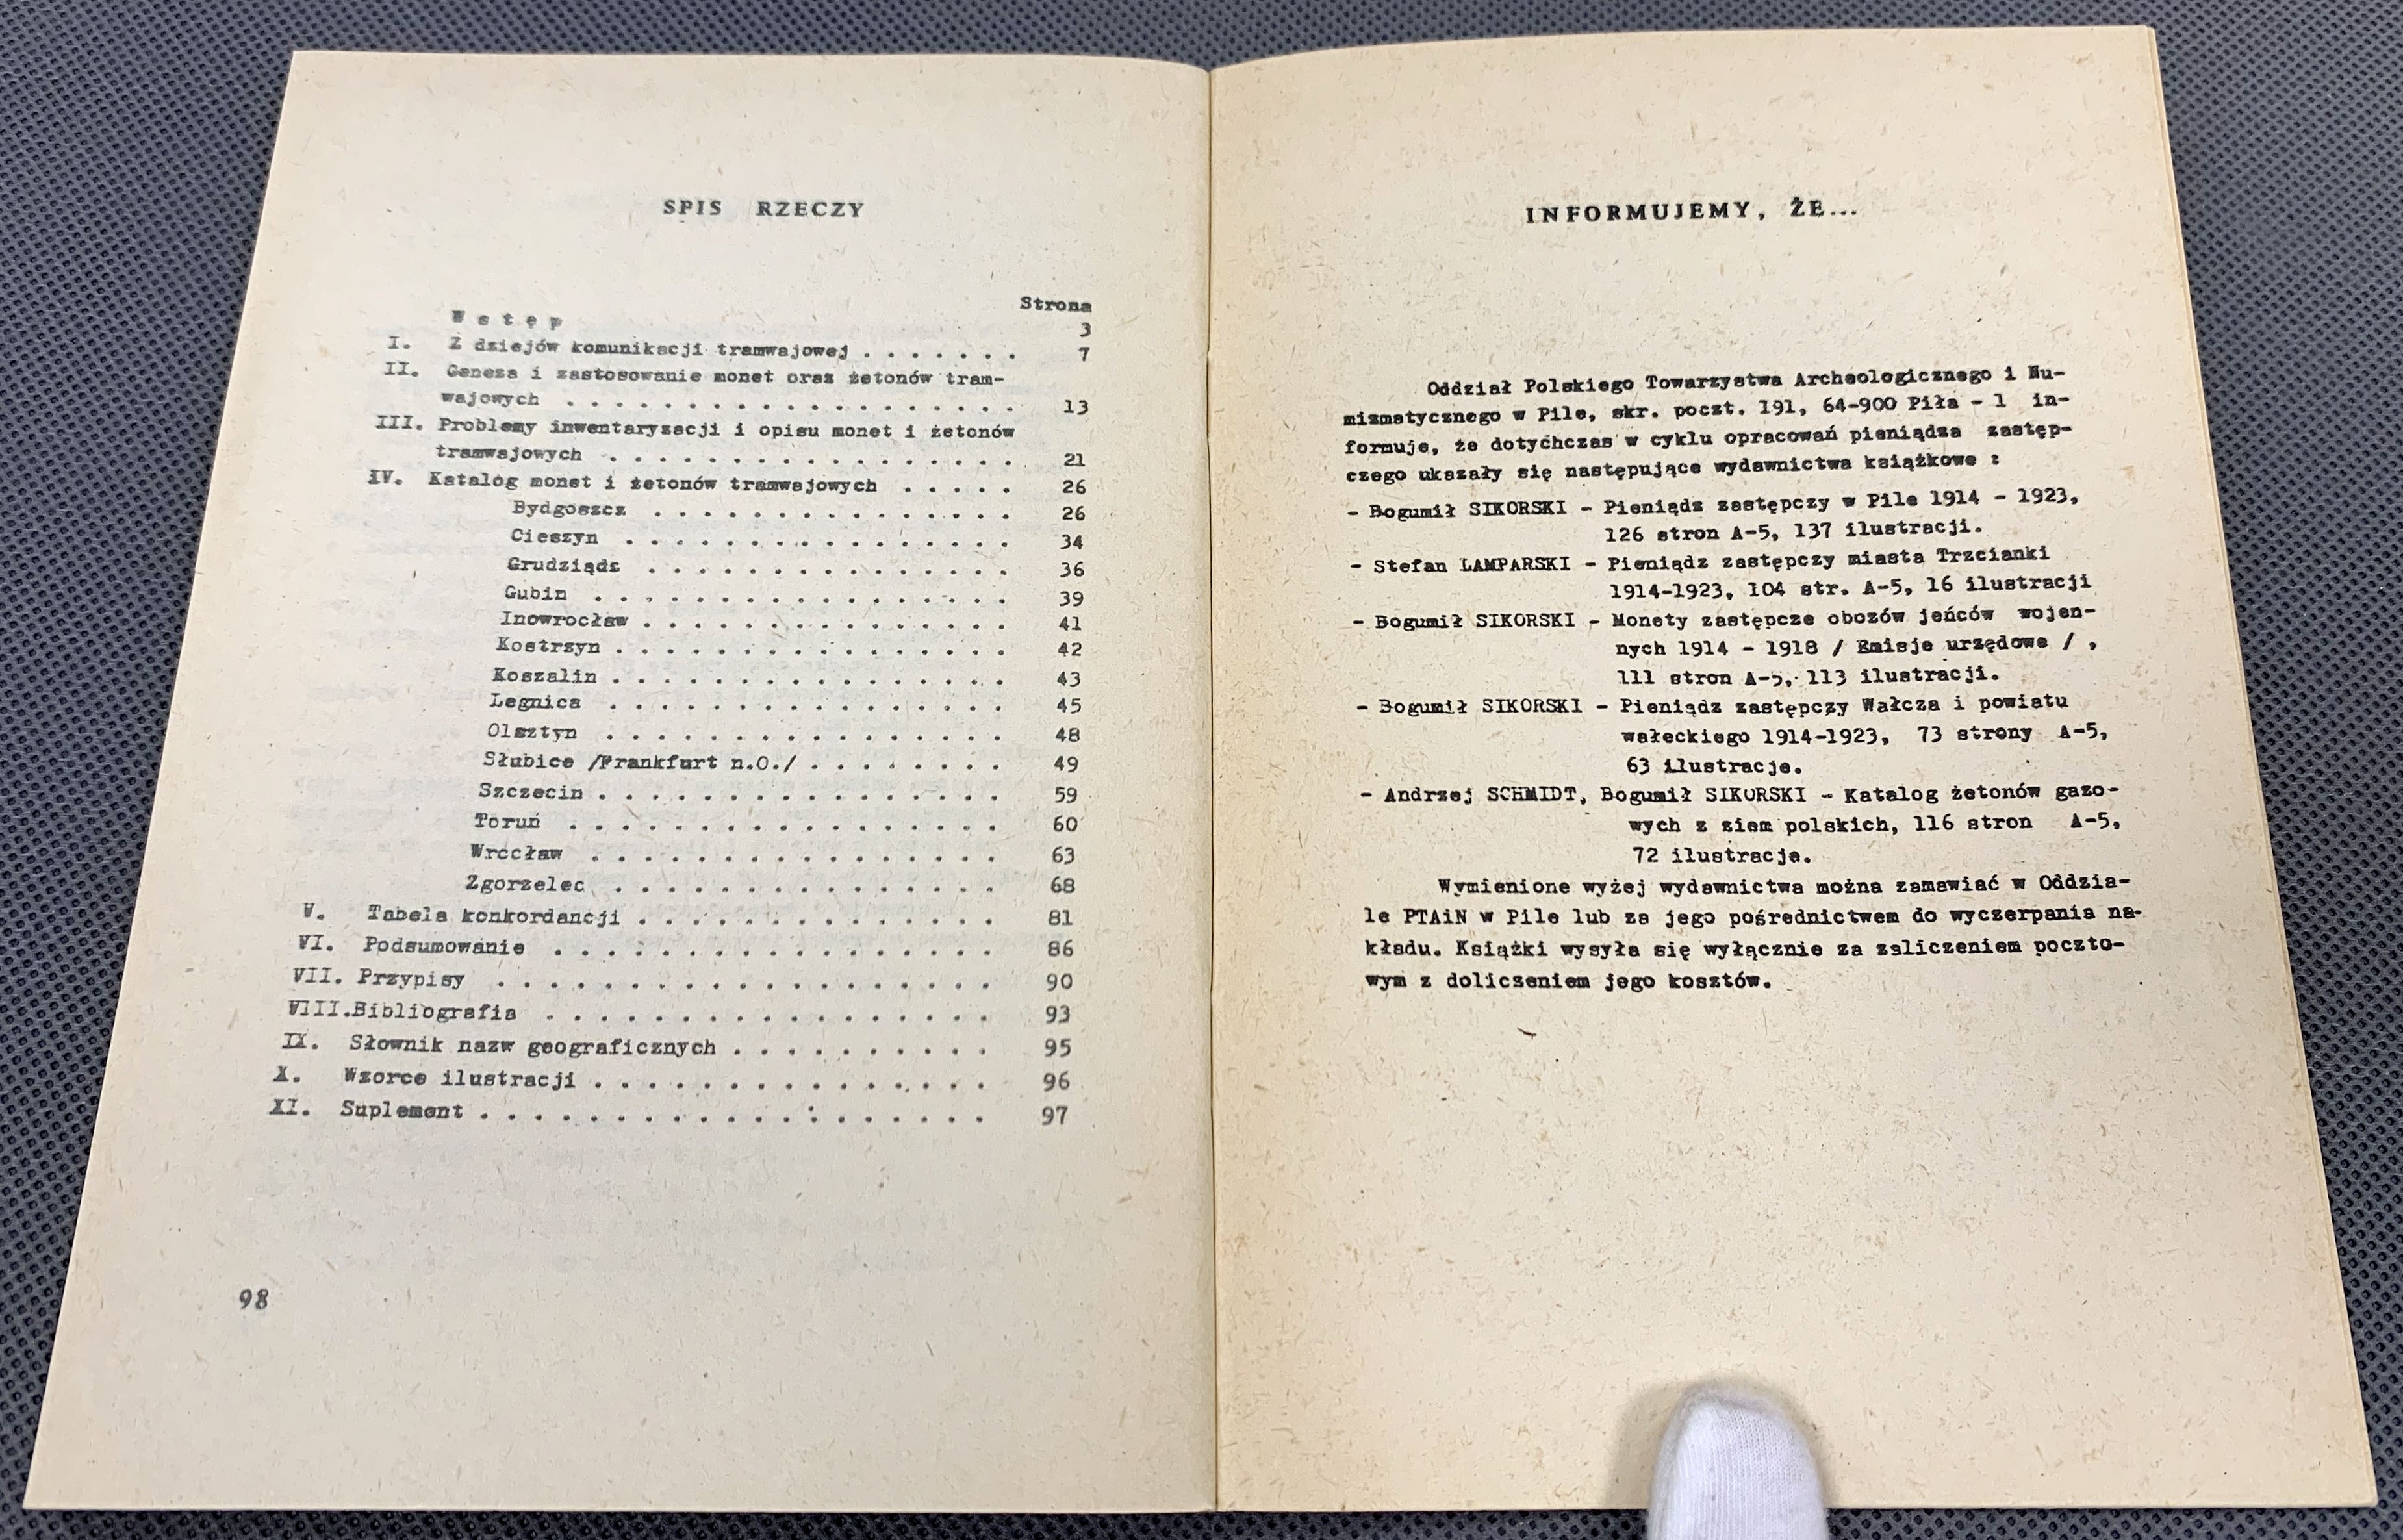 SPIS RZECZY
Strona
Wstęp 3
I. Z dziejów komunikacji tramwajowej . . . . . . . 7
II. Geneza i zastosowanie monet oraz żetonów tram-
wajowych . . . . . . . . . . . . . . . . . 13
III. Problemy inwentaryzacji i opisu monet i żetonów
tramwajowych . . . . . . . . . . . . . . . 21
IV. Katalog monet i żetonów tramwajowych . . . . . 26
Bydgoszcz . . . . . . . . . . . . . . 26
Cieszyn . . . . . . . . . . . . . . . 34
Grudziądz . . . . . . . . . . . . . . 36
Gubin . . . . . . . . . . . . . . . . 39
Inowrocław . . . . . . . . . . . . . . 41
Kostrzyn . . . . . . . . . . . . . . . 42
Koszalin . . . . . . . . . . . . . . 43
Legnica . . . . . . . . . . . . . . . 45
Olsztyn . . . . . . . . . . . . . . . 48
Słubice /Frankfurt n.O./ . . . . . . . 49
Szczecin . . . . . . . . . . . . . . . 59
Toruń . . . . . . . . . . . . . . . . 60
Wrocław . . . . . . . . . . . . . . . 63
Zgorzelec . . . . . . . . . . . . . . 68
V. Tabela konkordancji . . . . . . . . . . . . . 81
VI. Podsumowanie . . . . . . . . . . . . . . . . 86
VII. Przypisy . . . . . . . . . . . . . . . . . . 90
VIII.Bibliografia . . . . . . . . . . . . . . . . 93
IX. Słownik nazw geograficznych . . . . . . . . . . 95
X. Wzorce ilustracji . . . . . . . . . . . . . . 96
XI. Suplement . . . . . . . . . . . . . . . . . . 97
98
INFORMUJEMY, ŻE...
Oddział Polskiego Towarzystwa Archeologicznego i Nu-
mizmatycznego w Pile, skr. poczt. 191, 64-900 Piła - 1 in-
formuje, że dotychczas w cyklu opracowań pieniądza zastęp-
czego ukazały się następujące wydawnictwa książkowe :
- Bogumił SIKORSKI - Pieniądz zastępczy w Pile 1914 - 1923,
126 stron A-5, 137 ilustracji.
- Stefan LAMPARSKI - Pieniądz zastępczy miasta Trzcianki
1914-1923, 104 str. A-5, 16 ilustracji
- Bogumił SIKORSKI - Monety zastępcze obozów jeńców wojen-
nych 1914 - 1918 / Emisje urzędowe / ,
111 stron A-5, 113 ilustracji.
- Bogumił SIKORSKI - Pieniądz zastępczy Wałcza i powiatu
wałeckiego 1914-1923, 73 strony A-5,
63 ilustracje.
- Andrzej SCHMIDT, Bogumił SIKORSKI - Katalog żetonów gazo-
wych z ziem polskich, 116 stron A-5,
72 ilustracje.
Wymienione wyżej wydawnictwa można zamawiać w Oddzia-
le PTAiN w Pile lub za jego pośrednictwem do wyczerpania na-
kładu. Książki wysyła się wyłącznie za zaliczeniem poczto-
wym z doliczeniem jego kosztów.